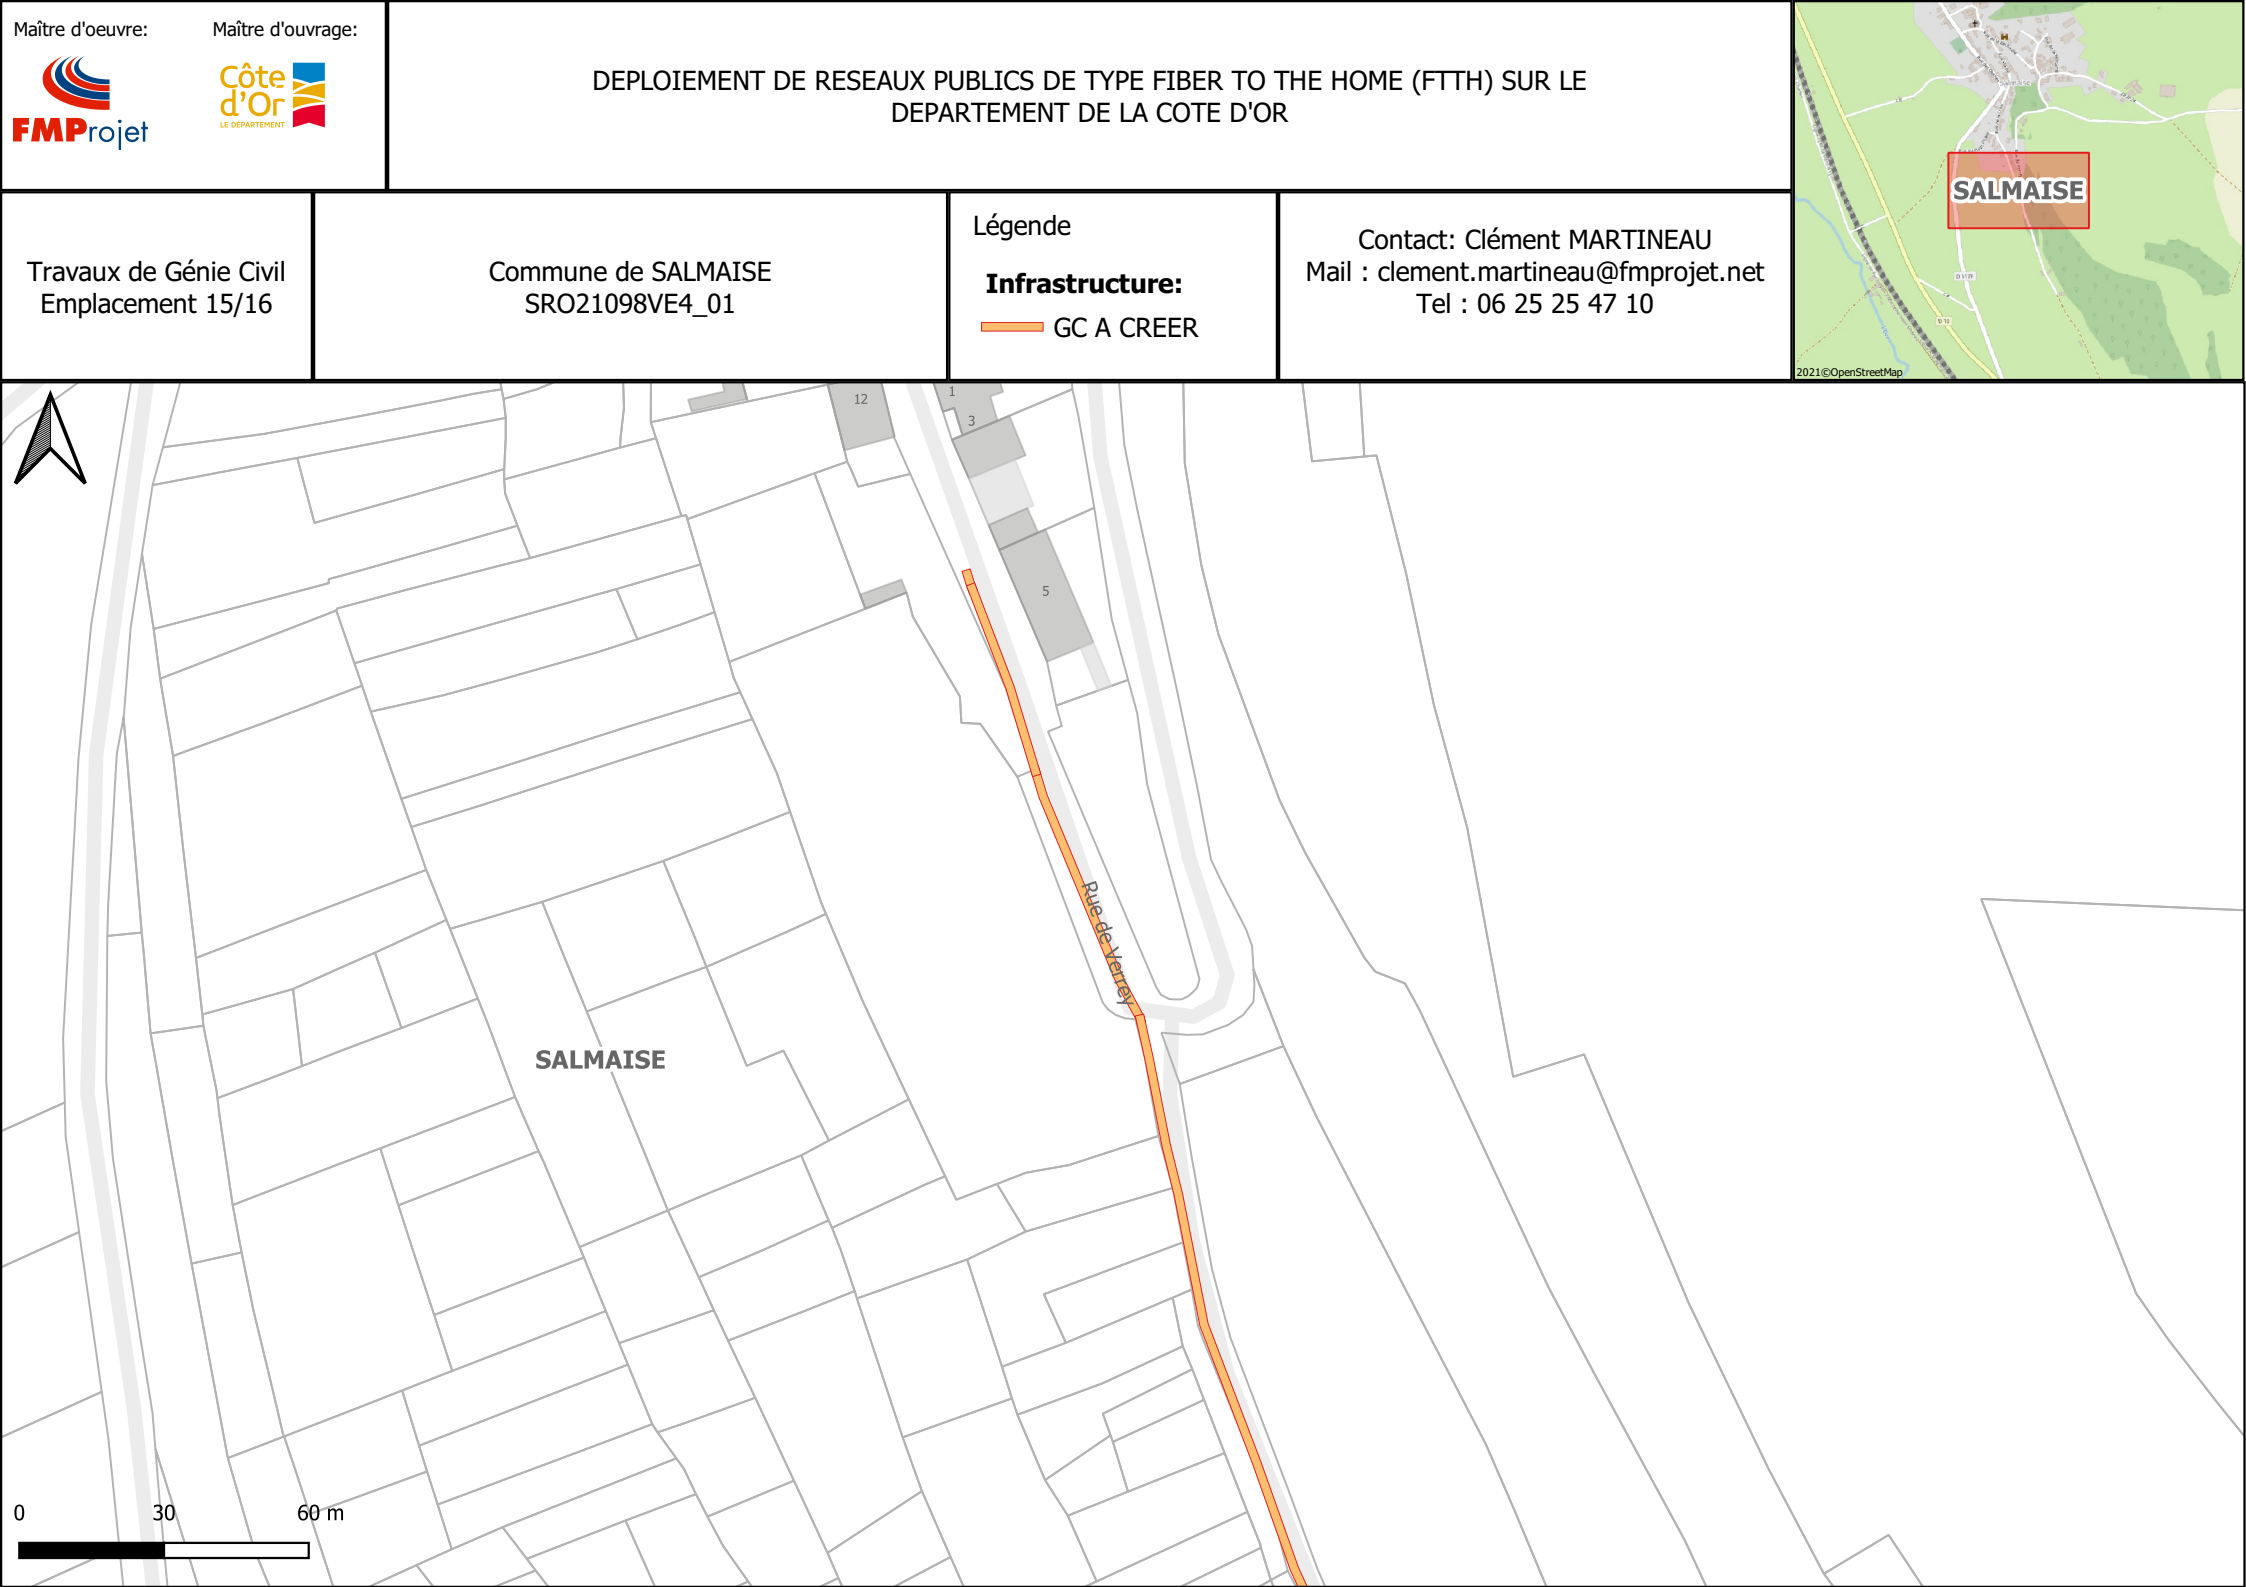 Maître d'oeuvre:
Maître d'ouvrage:
FMProjet
Côte
d'Or
LE DÉPARTEMENT
DEPLOIEMENT DE RESEAUX PUBLICS DE TYPE FIBER TO THE HOME (FTTH) SUR LE
DEPARTEMENT DE LA COTE D'OR
Travaux de Génie Civil
Emplacement 15/16
Commune de SALMAISE
SRO21098VE4_01
Légende
Infrastructure:
GC A CREER
Contact: Clément MARTINEAU
Mail : clement.martineau@fmprojet.net
Tel : 06 25 25 47 10
SALMAISE
D 10
2021©OpenStreetMap
12
1
3
5
Rue de Verrey
SALMAISE
0 30 60 m